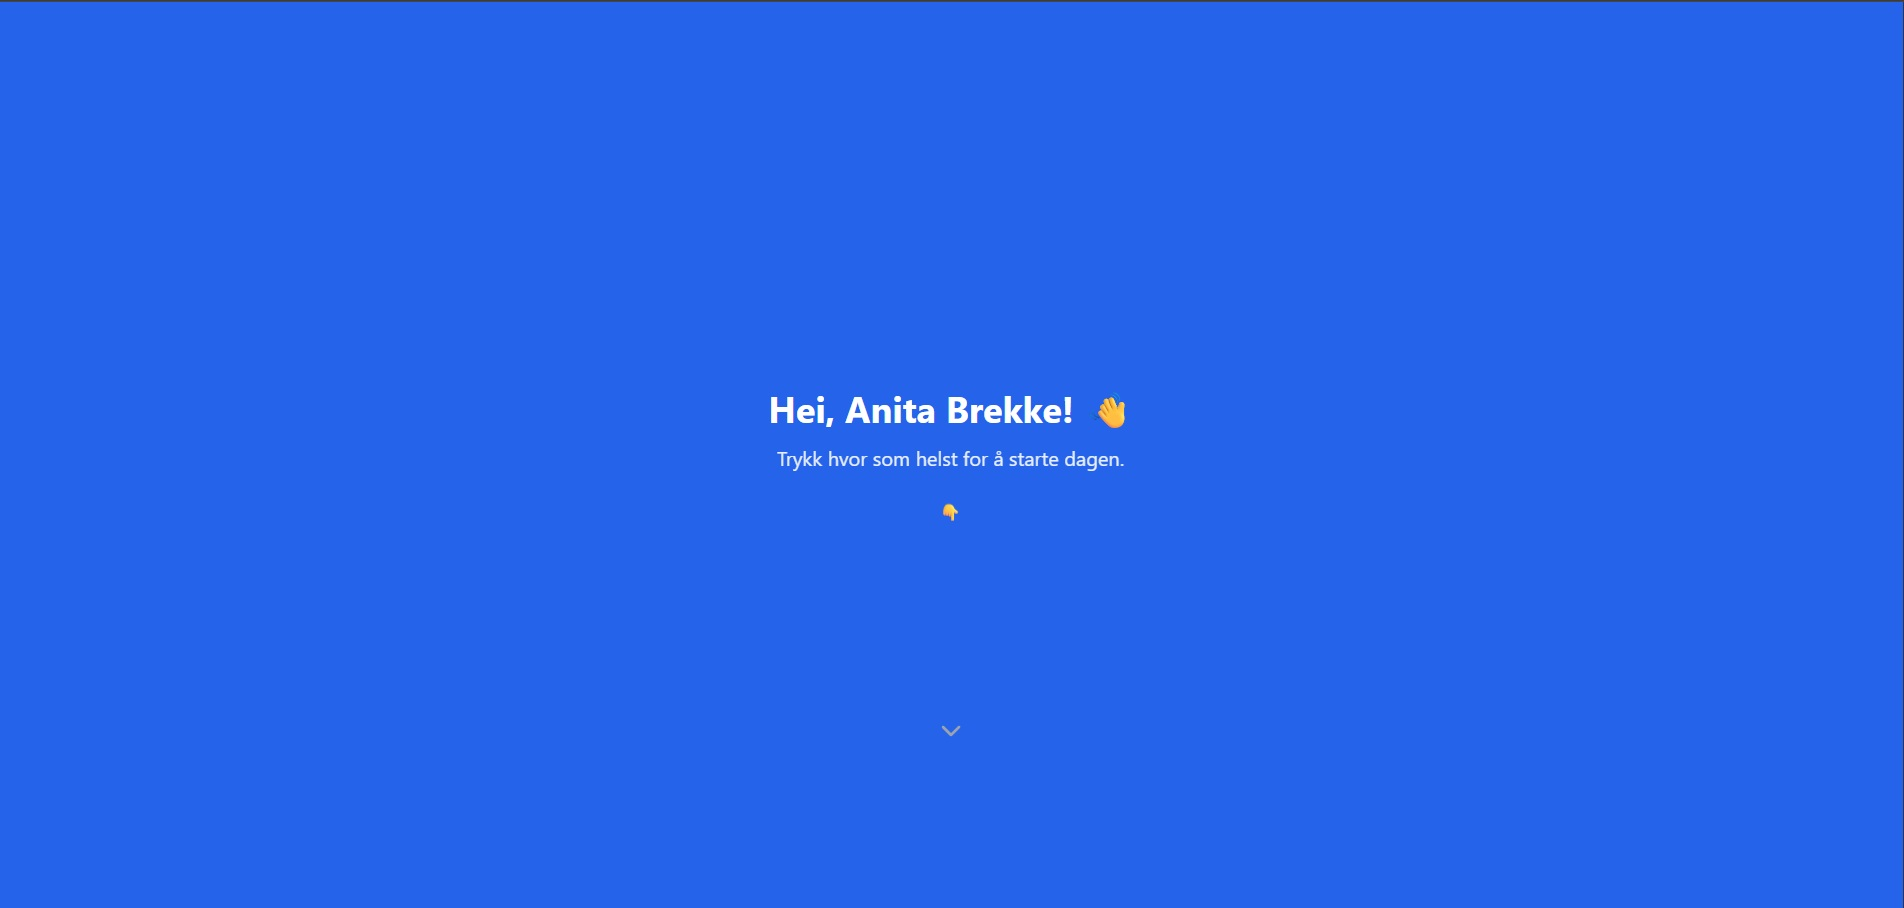 Hei, Anita Brekke! 👋
Trykk hvor som helst for å starte dagen.
👇